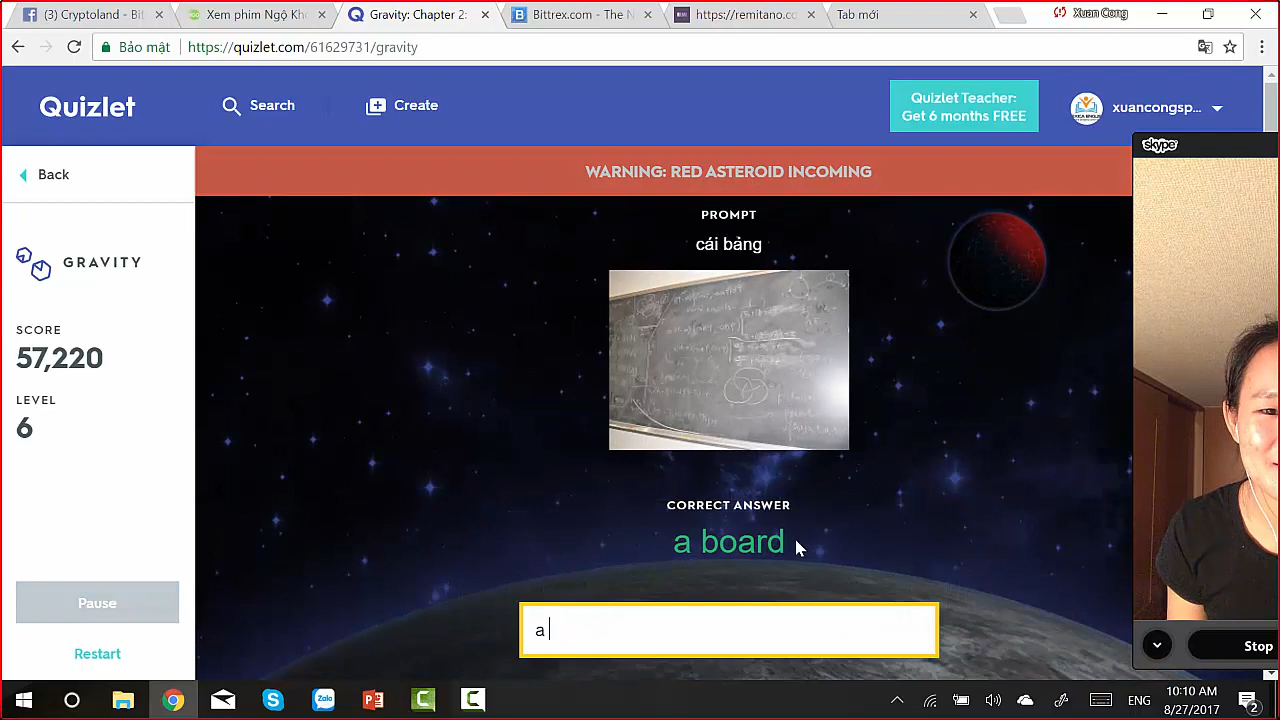 (3) Cryptoland - Bit
Xem phim Ngộ Kh
Gravity: Chapter 2:
Bittrex.com - The N
https://remitano.co
Tab mới
Xuan Cong
Bảo mật
https://quizlet.com/61629731/gravity
Quizlet
Search
Create
Quizlet Teacher:
Get 6 months FREE
xuancongsp...
skype
Back
WARNING: RED ASTEROID INCOMING
PROMPT
cái bảng
GRAVITY
SCORE
57,220
LEVEL
6
CORRECT ANSWER
a board
a
Pause
Restart
Stop
Zalo
ENG
10:10 AM
8/27/2017
2